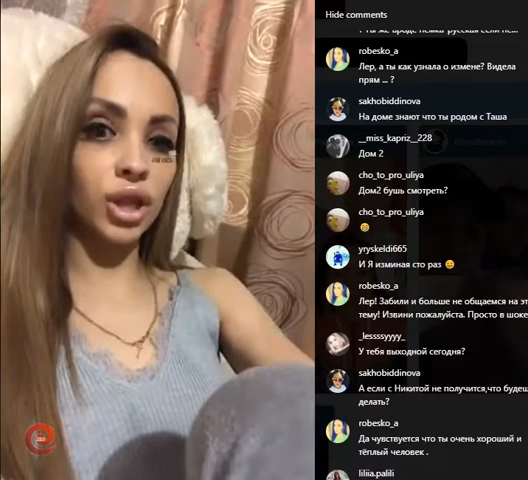 Hide comments
robesko_a
Лер, а ты как узнала о измене? Видела
прям ... ?
sakhobiddinova
На доме знают что ты родом с Таша
__miss_kapriz__228
Дом 2
cho_to_pro_uliya
Дом2 бушь смотреть?
cho_to_pro_uliya
😊
yryskeldi665
И Я изминая сто раз 😊
robesko_a
Лер! Забили и больше не общаемся на эт
тему! Извини пожалуйста. Просто в шоке
_lessssyyyy_
У тебя выходной сегодня?
sakhobiddinova
А если с Никитой не получится,что будеш
делать?
robesko_a
Да чувствуется что ты очень хороший и
тёплый человек .
liliia.palili